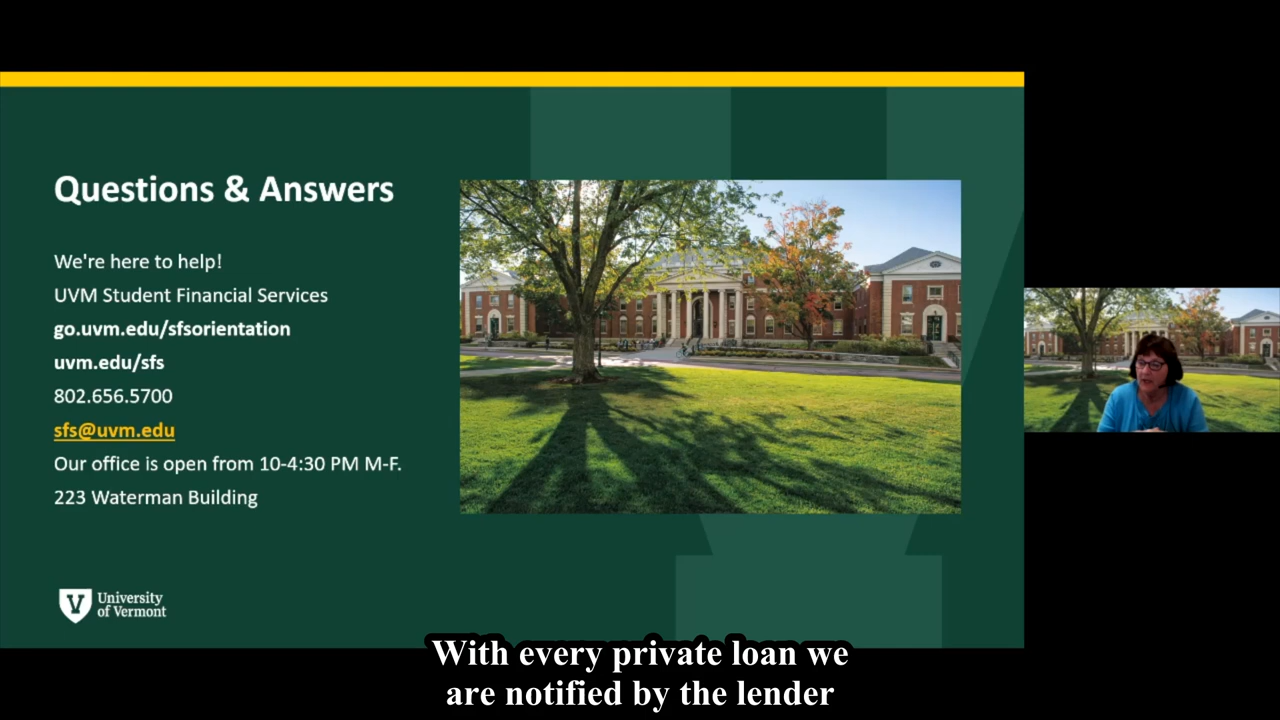 Questions & Answers
We're here to help!
UVM Student Financial Services
go.uvm.edu/sfsorientation
uvm.edu/sfs
802.656.5700
sfs@uvm.edu
Our office is open from 10-4:30 PM M-F.
223 Waterman Building
V University
of Vermont
With every private loan we
are notified by the lender